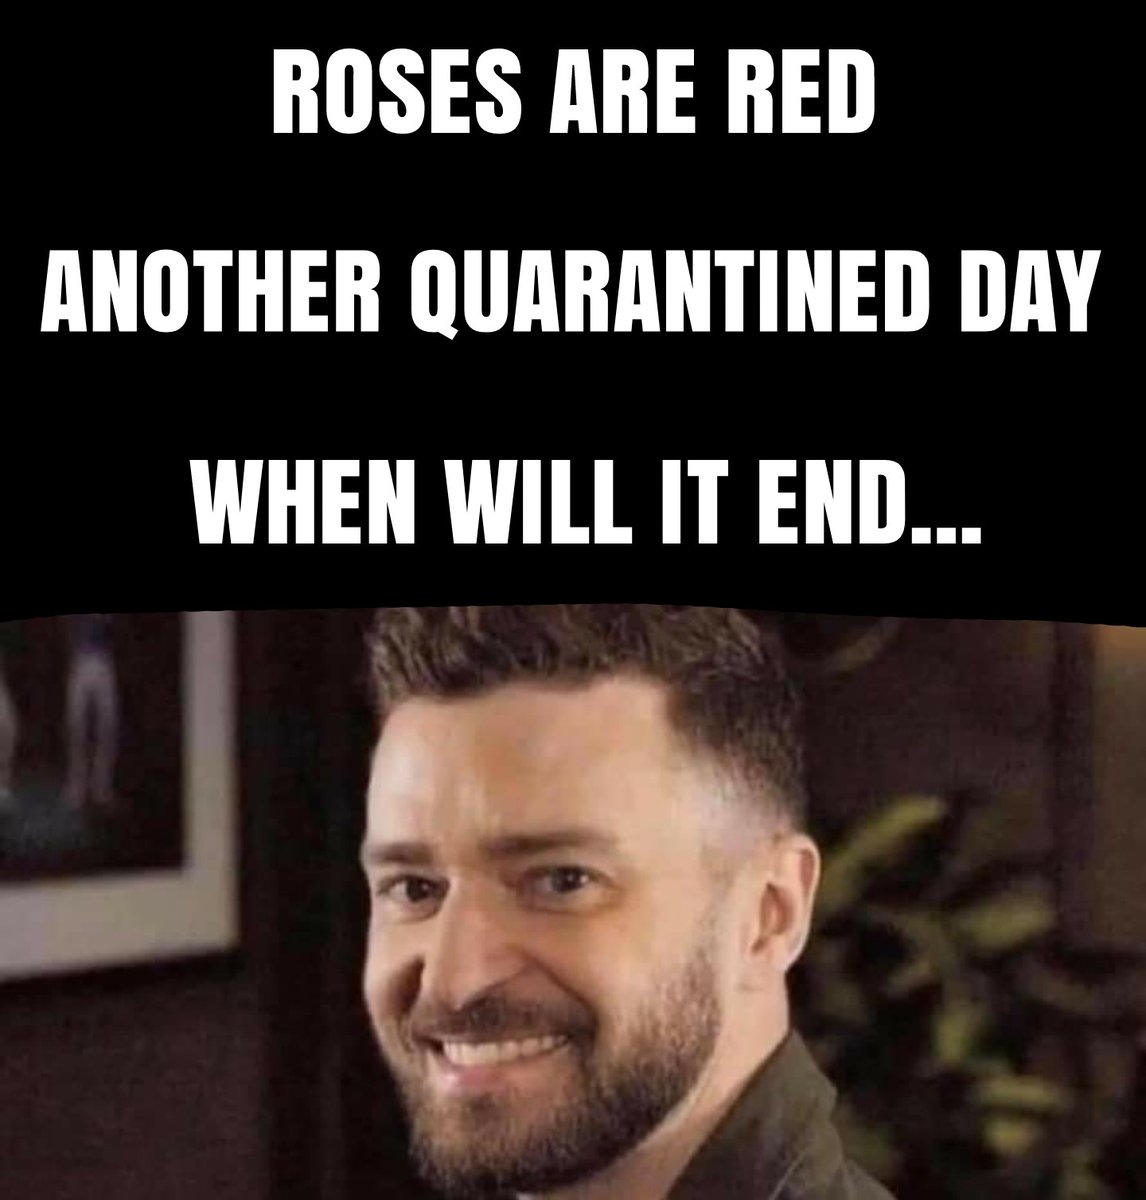 ROSES ARE RED
ANOTHER QUARANTINED DAY
WHEN WILL IT END...